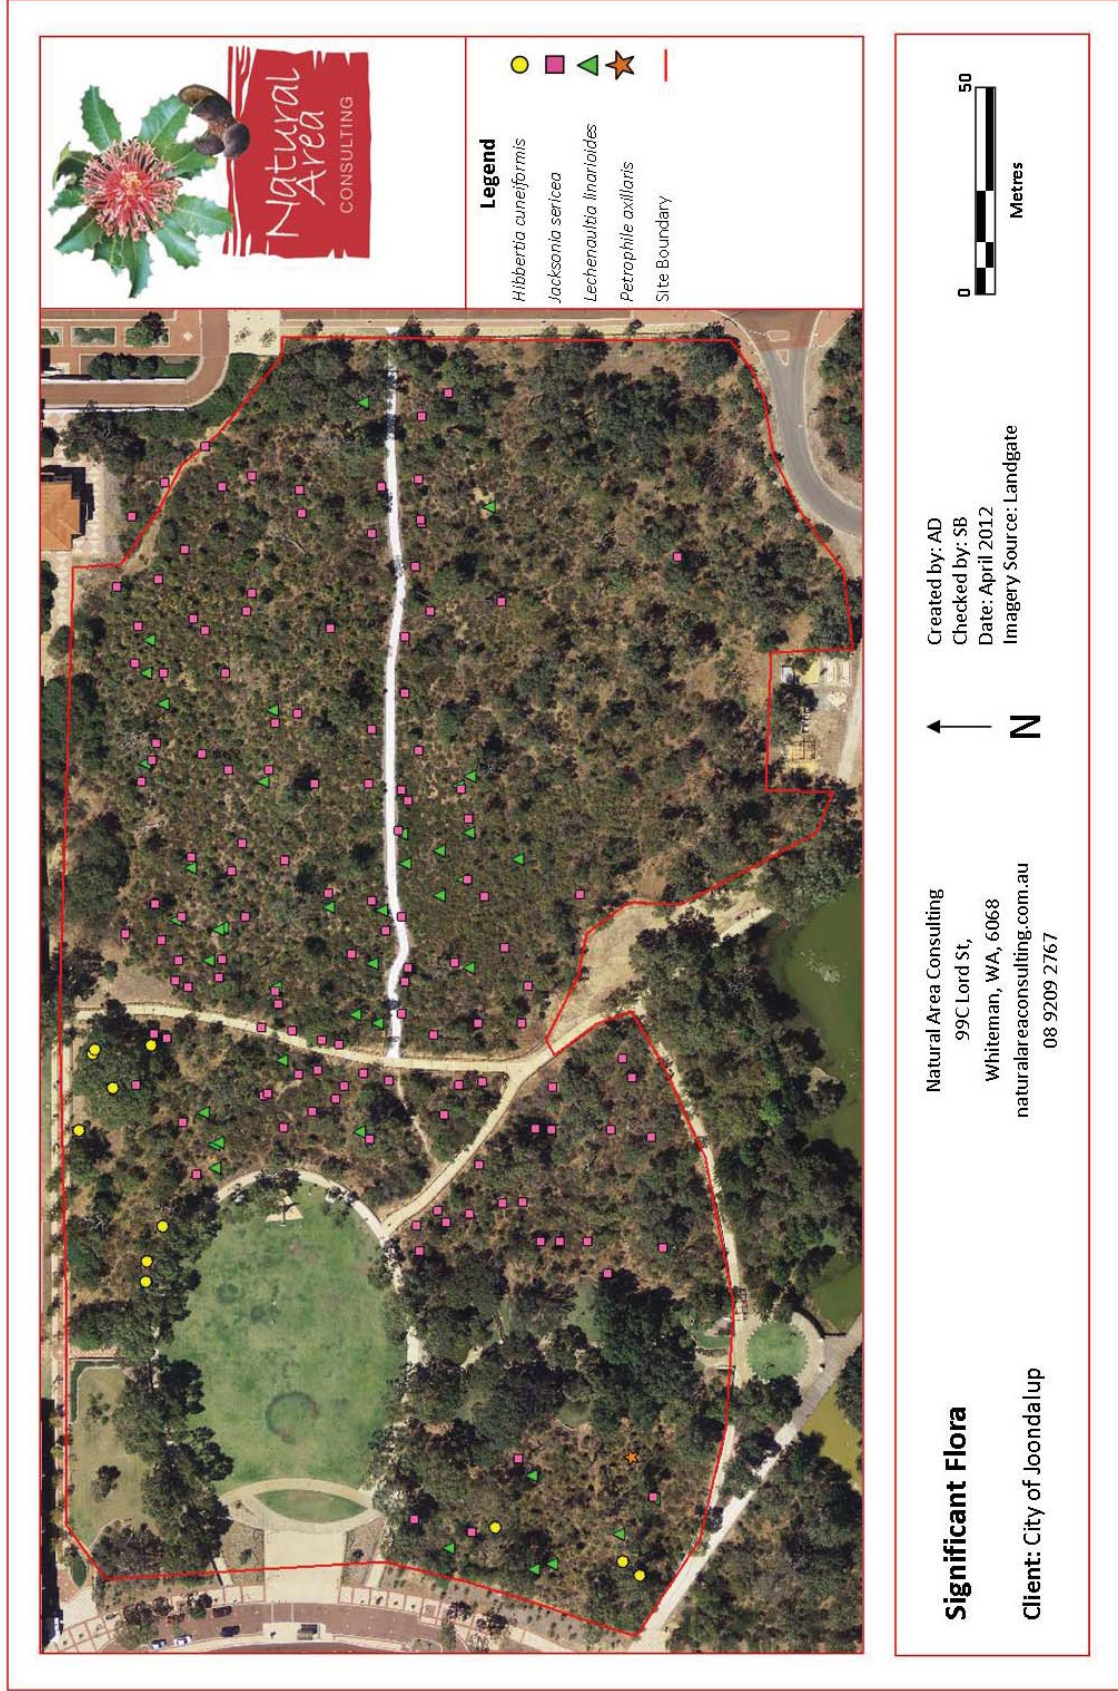 Natural
Area
CONSULTING
Legend
Hibbertia cuneiformis
Jacksonia sericea
Lechenaultia linarioides
Petrophile axillaris
Site Boundary
Significant Flora
Client: City of Joondalup
Natural Area Consulting
99C Lord St,
Whiteman, WA, 6068
naturalareaconsulting.com.au
08 9209 2767
N
Created by: AD
Checked by: SB
Date: April 2012
Imagery Source: Landgate
0 50
Metres